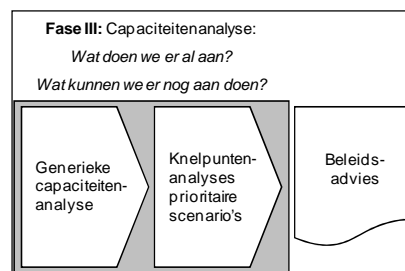 Fase III: Capaciteitenanalyse:
Wat doen we er al aan?
Wat kunnen we er nog aan doen?
Generieke
capaciteiten-
analyse
Knelpunten-
analyses
prioritaire
scenario's
Beleids-
advies